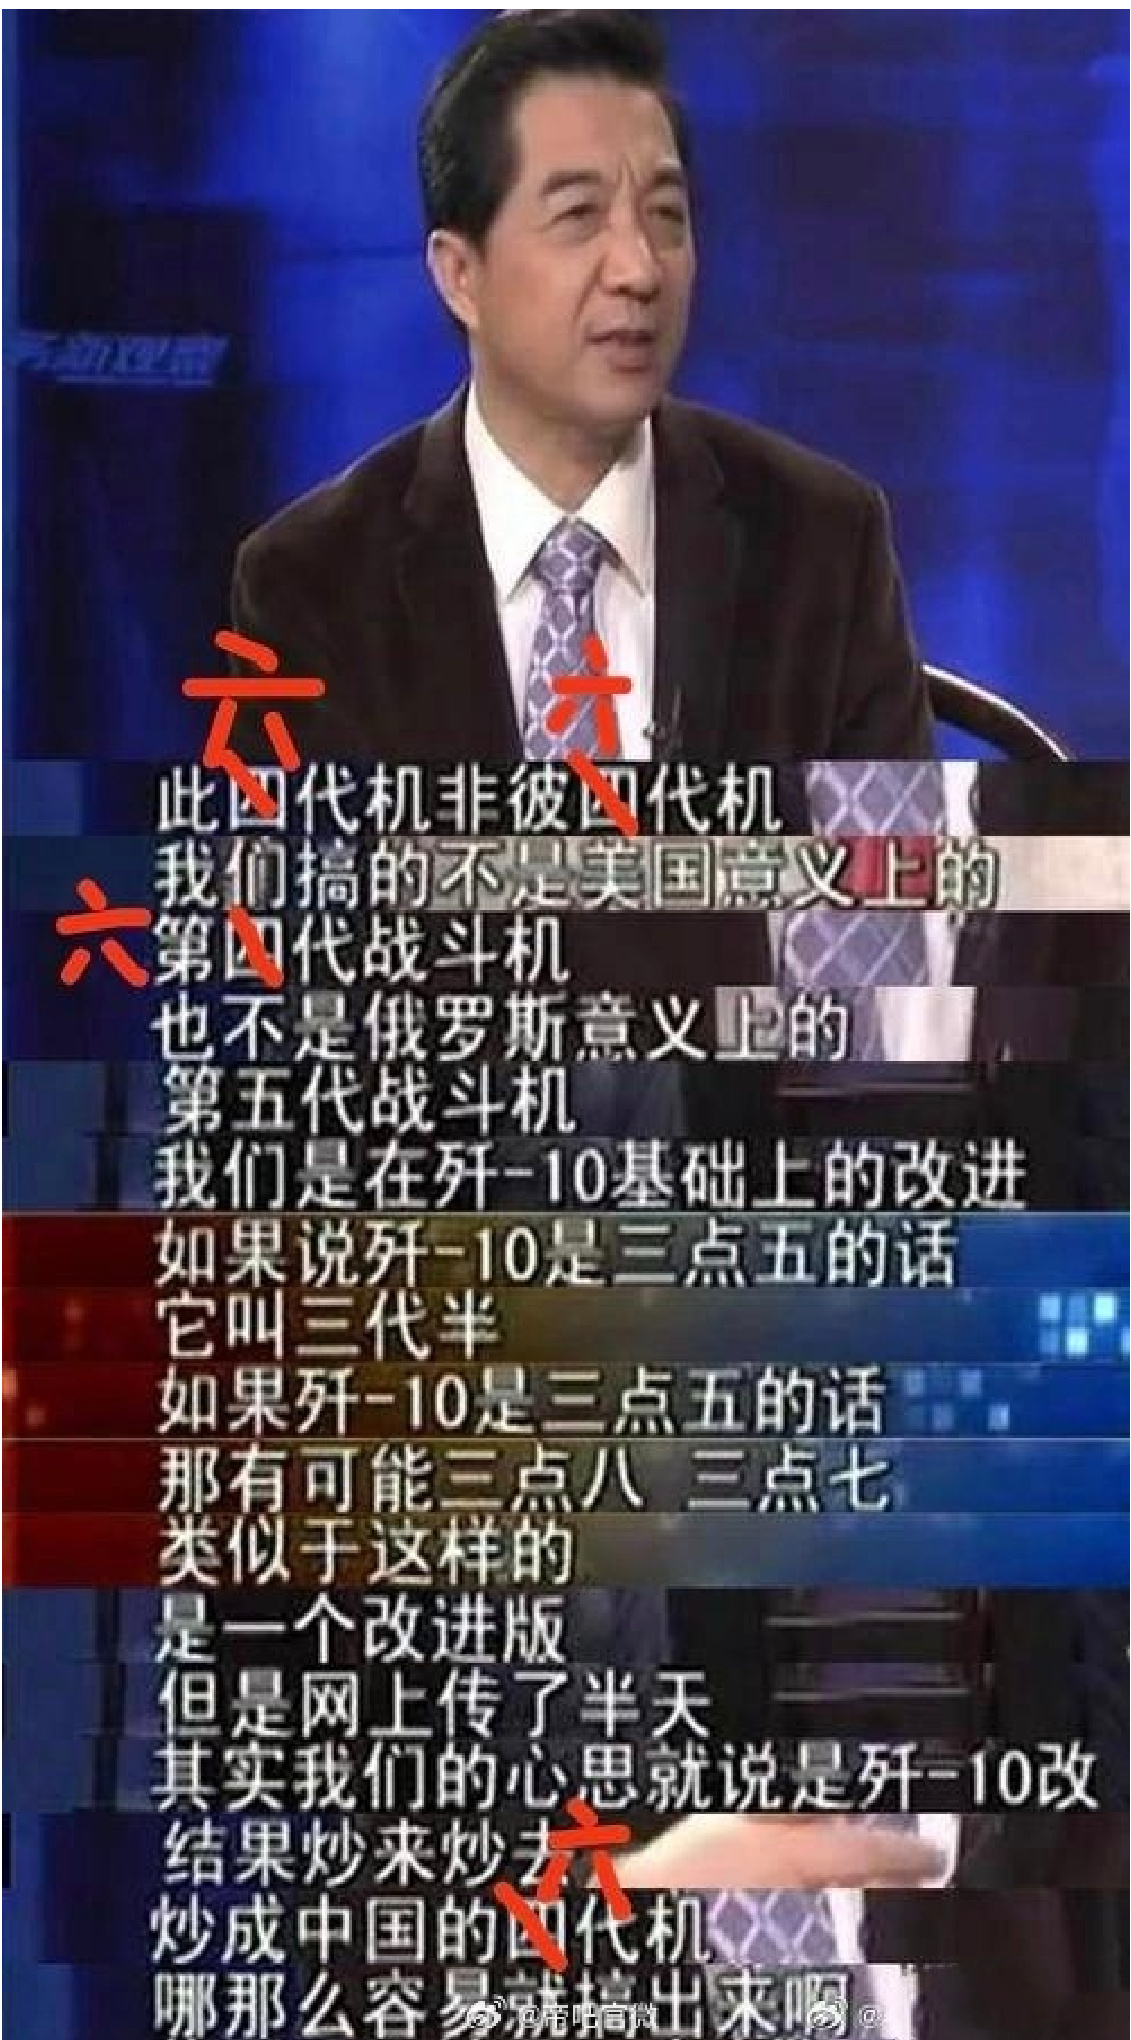 新观察
六 六
此四代机非彼四代机
我们搞的不是美国意义上的
六 第四代战斗机
也不是俄罗斯意义上的
第五代战斗机
我们是在歼-10基础上的改进
如果说歼-10是三点五的话
它叫三代半
如果歼-10是三点五的话
那有可能三点八 三点七
类似于这样的
是一个改进版
但是网上传了半天
其实我们的心思就说是歼-10改
结果炒来炒去
六
炒成中国的四代机
哪那么容易就搞出来啊
@帝吧官微 @